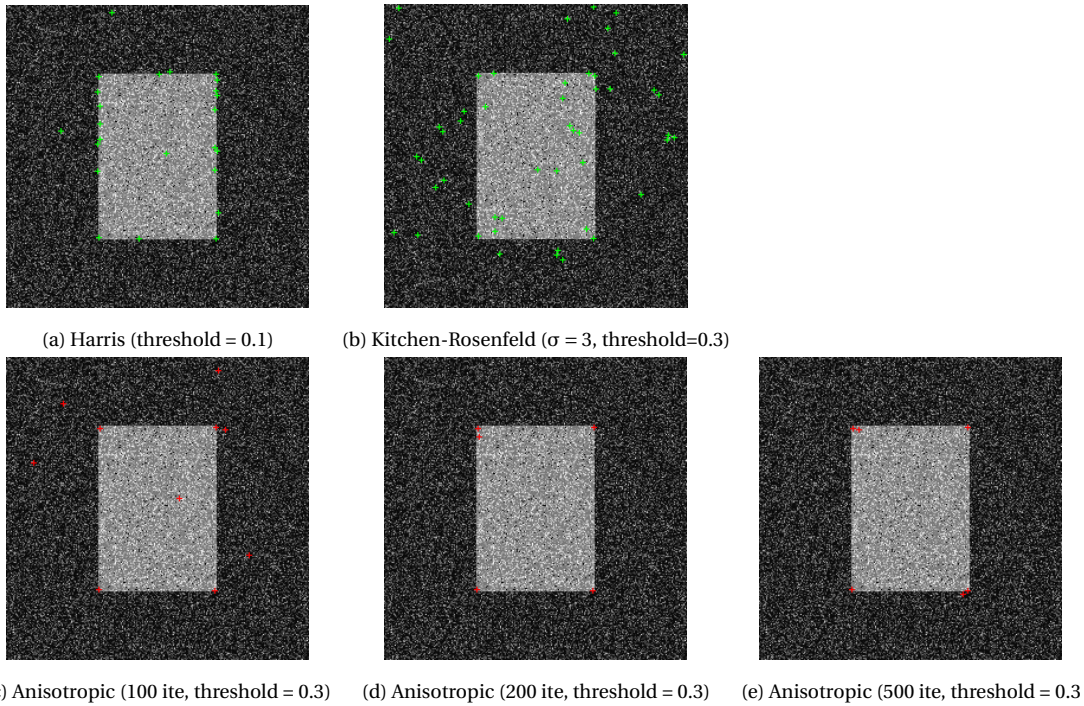 (a) Harris (threshold = 0.1)
(b) Kitchen-Rosenfeld (σ = 3, threshold=0.3)
) Anisotropic (100 ite, threshold = 0.3)
(d) Anisotropic (200 ite, threshold = 0.3)
(e) Anisotropic (500 ite, threshold = 0.3